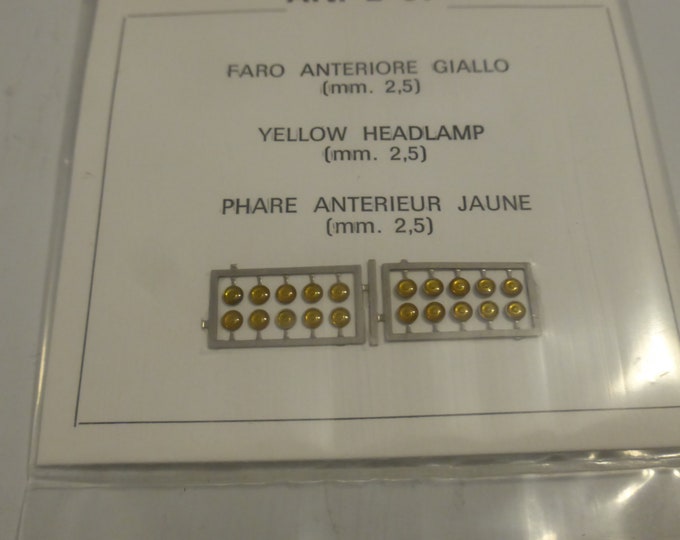 FARO ANTERIORE GIALLO
(mm. 2,5)
YELLOW HEADLAMP
(mm. 2,5)
PHARE ANTERIEUR JAUNE
(mm. 2,5)